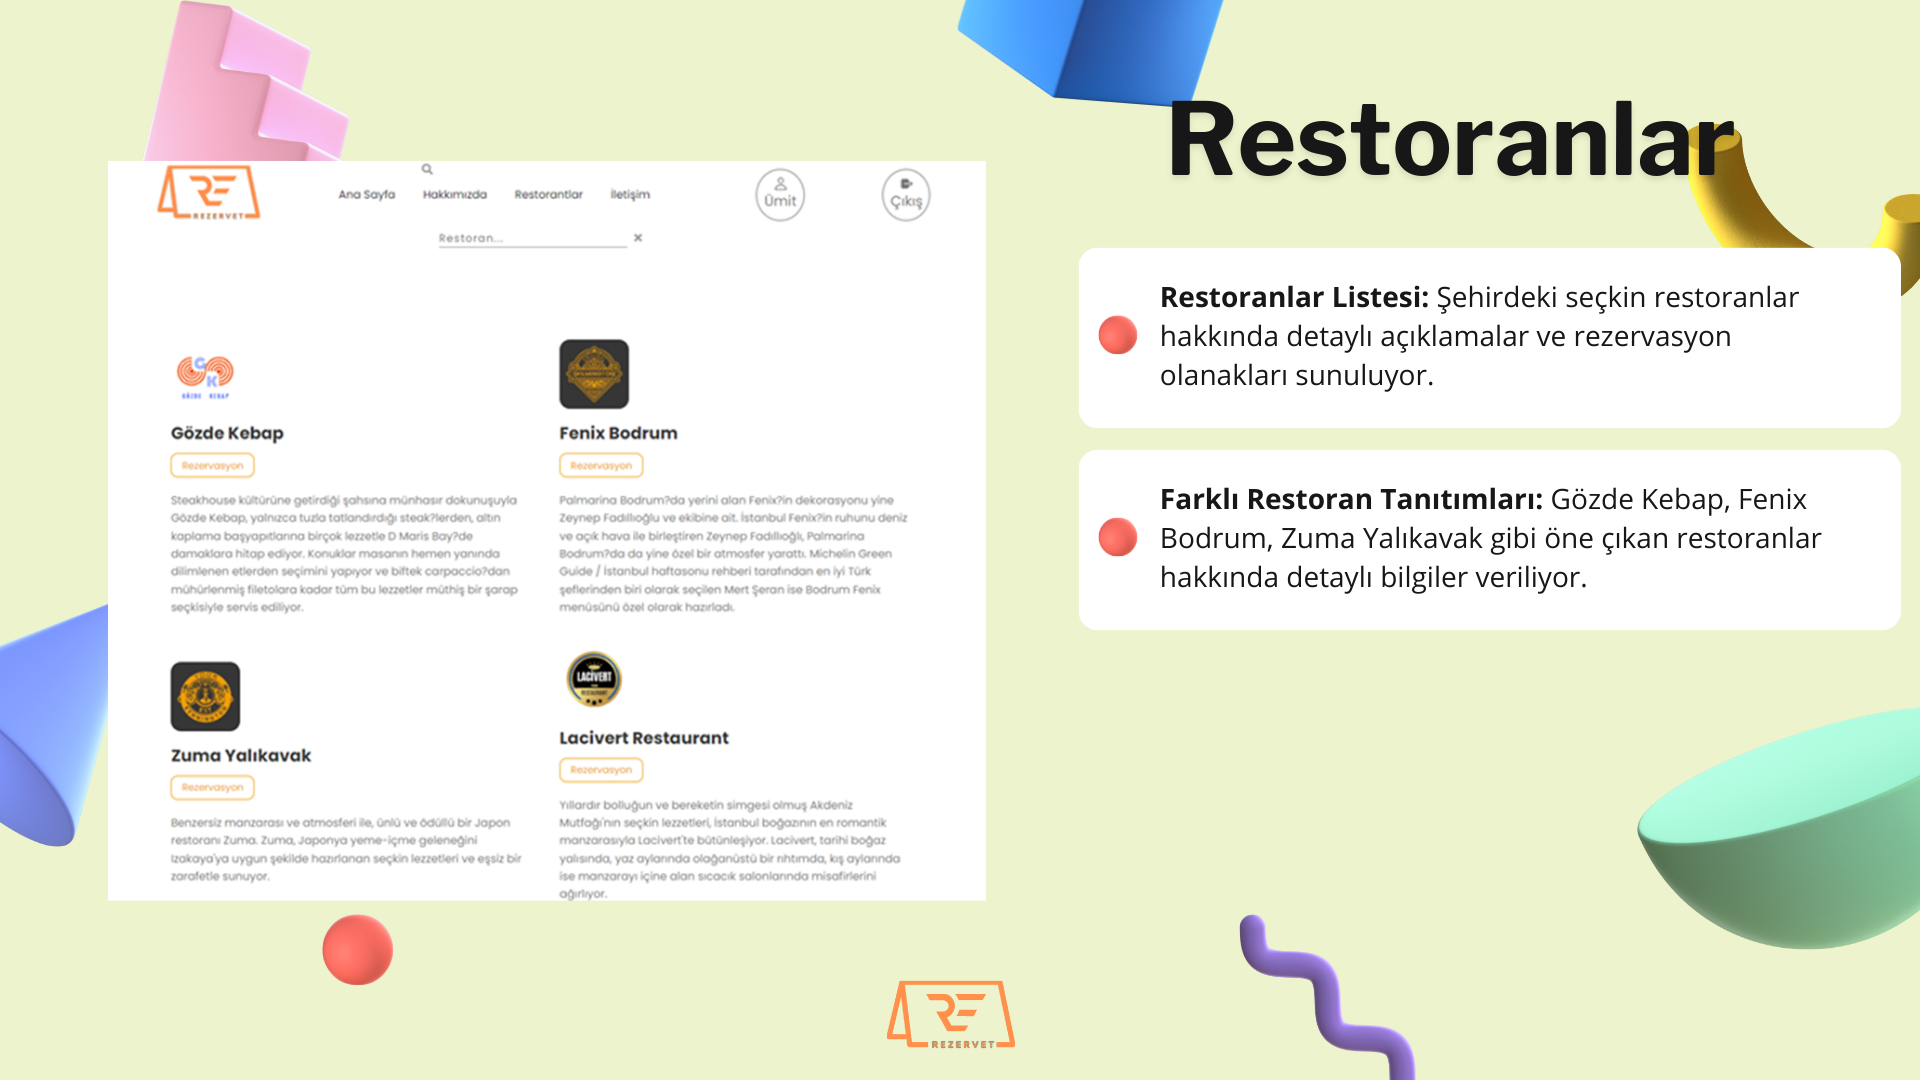 Restoranlar
REZERVET
Ana Sayfa
Hakkımızda
Restorantlar
İletişim
Ümit
Çıkış
Restoran...
GÖZDE KEBAP
Gözde Kebap
Rezervasyon
Steakhouse kültürüne getirdiği şahsına münhasır dokunuşuyla
Gözde Kebap, yalnızca tuzla tatlandırdığı steak?lerden, altın
kaplama başyapıtlarına birçok lezzetle D Maris Bay?de
damaklara hitap ediyor. Konuklar masanın hemen yanında
dilimlenen etlerden seçimini yapıyor ve biftek carpaccio?dan
mühürlenmiş filetolara kadar tüm bu lezzetler müthiş bir şarap
seçkisiyle servis ediliyor.
Fenix Bodrum
Rezervasyon
Palmarina Bodrum?da yerini alan Fenix?in dekorasyonu yine
Zeynep Fadıllıoğlu ve ekibine ait. İstanbul Fenix?in ruhunu deniz
ve açık hava ile birleştiren Zeynep Fadıllıoğlı, Palmarina
Bodrum?da da yine özel bir atmosfer yarattı. Michelin Green
Guide / İstanbul haftasonu rehberi tarafından en iyi Türk
şeflerinden biri olarak seçilen Mert Şeran ise Bodrum Fenix
menüsünü özel olarak hazırladı.
Zuma Yalıkavak
Rezervasyon
Benzersiz manzarası ve atmosferi ile, ünlü ve ödüllü bir Japon
restoranı Zuma. Zuma, Japonya yeme-içme geleneğini
Izakaya'ya uygun şekilde hazırlanan seçkin lezzetleri ve eşsiz bir
zarafetle sunuyor.
LACİVERT
RESTAURANT
Lacivert Restaurant
Rezervasyon
Yıllardır bolluğun ve bereketin simgesi olmuş Akdeniz
Mutfağı'nın seçkin lezzetleri, İstanbul boğazının en romantik
manzarasıyla Lacivert'te bütünleşiyor. Lacivert, tarihi boğaz
yalısında, yaz aylarında olağanüstü bir rıhtımda, kış aylarında
ise manzarayı içine alan sıcacık salonlarında misafirlerini
ağırlıyor.
Restoranlar Listesi: Şehirdeki seçkin restoranlar
hakkında detaylı açıklamalar ve rezervasyon
olanakları sunuluyor.
Farklı Restoran Tanıtımları: Gözde Kebap, Fenix
Bodrum, Zuma Yalıkavak gibi öne çıkan restoranlar
hakkında detaylı bilgiler veriliyor.
REZERVET